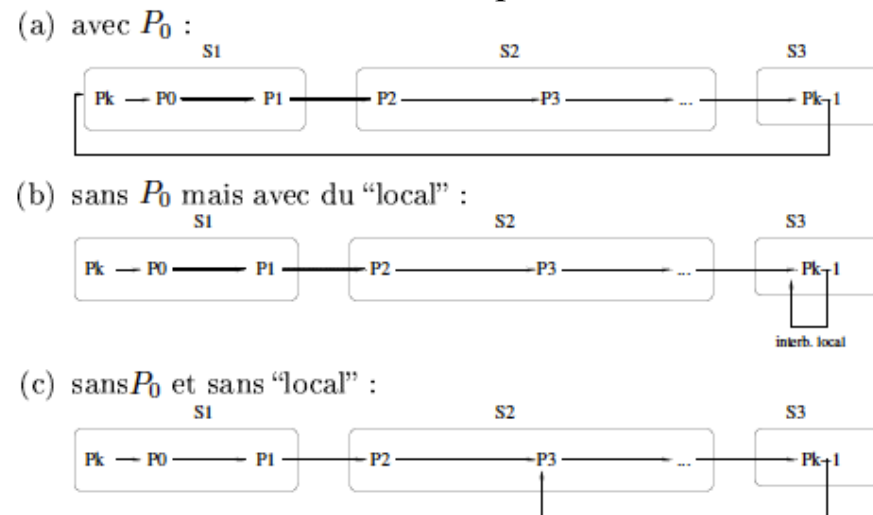 (a) avec P₀ :
S1 S2 S3
Pk P0 P1 P2 P3 ... Pk-1
(b) sans P₀ mais avec du “local” :
S1 S2 S3
Pk P0 P1 P2 P3 ... Pk-1
interb. local
(c) sansP₀ et sans “local” :
S1 S2 S3
Pk P0 P1 P2 P3 ... Pk-1